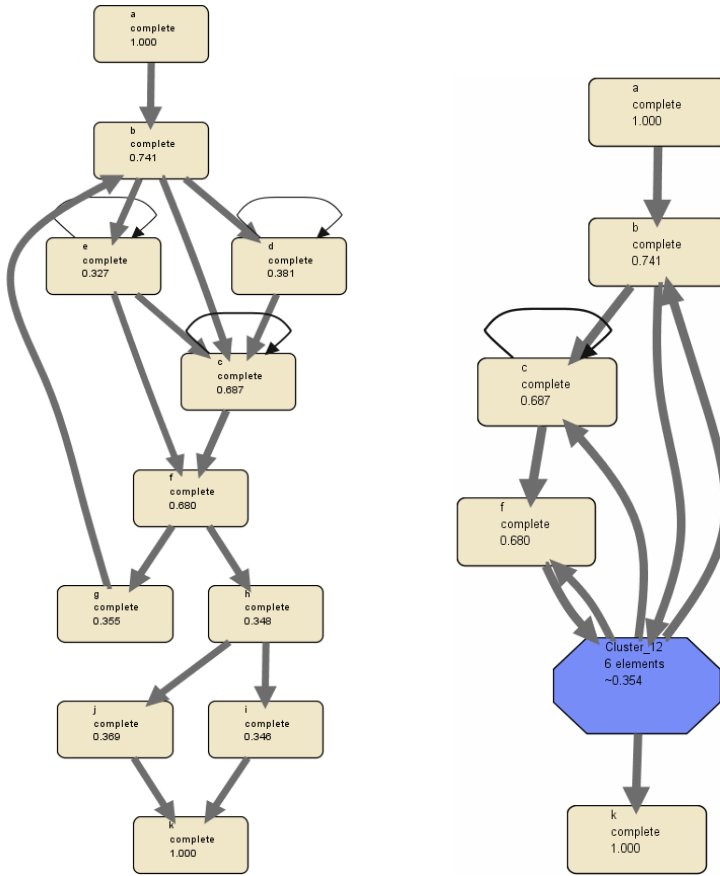 a
complete
1.000
b
complete
0.741
e
complete
0.327
d
complete
0.381
c
complete
0.687
f
complete
0.680
g
complete
0.355
h
complete
0.348
j
complete
0.369
i
complete
0.346
k
complete
1.000
a
complete
1.000
b
complete
0.741
c
complete
0.687
f
complete
0.680
Cluster_12
6 elements
~0.354
k
complete
1.000